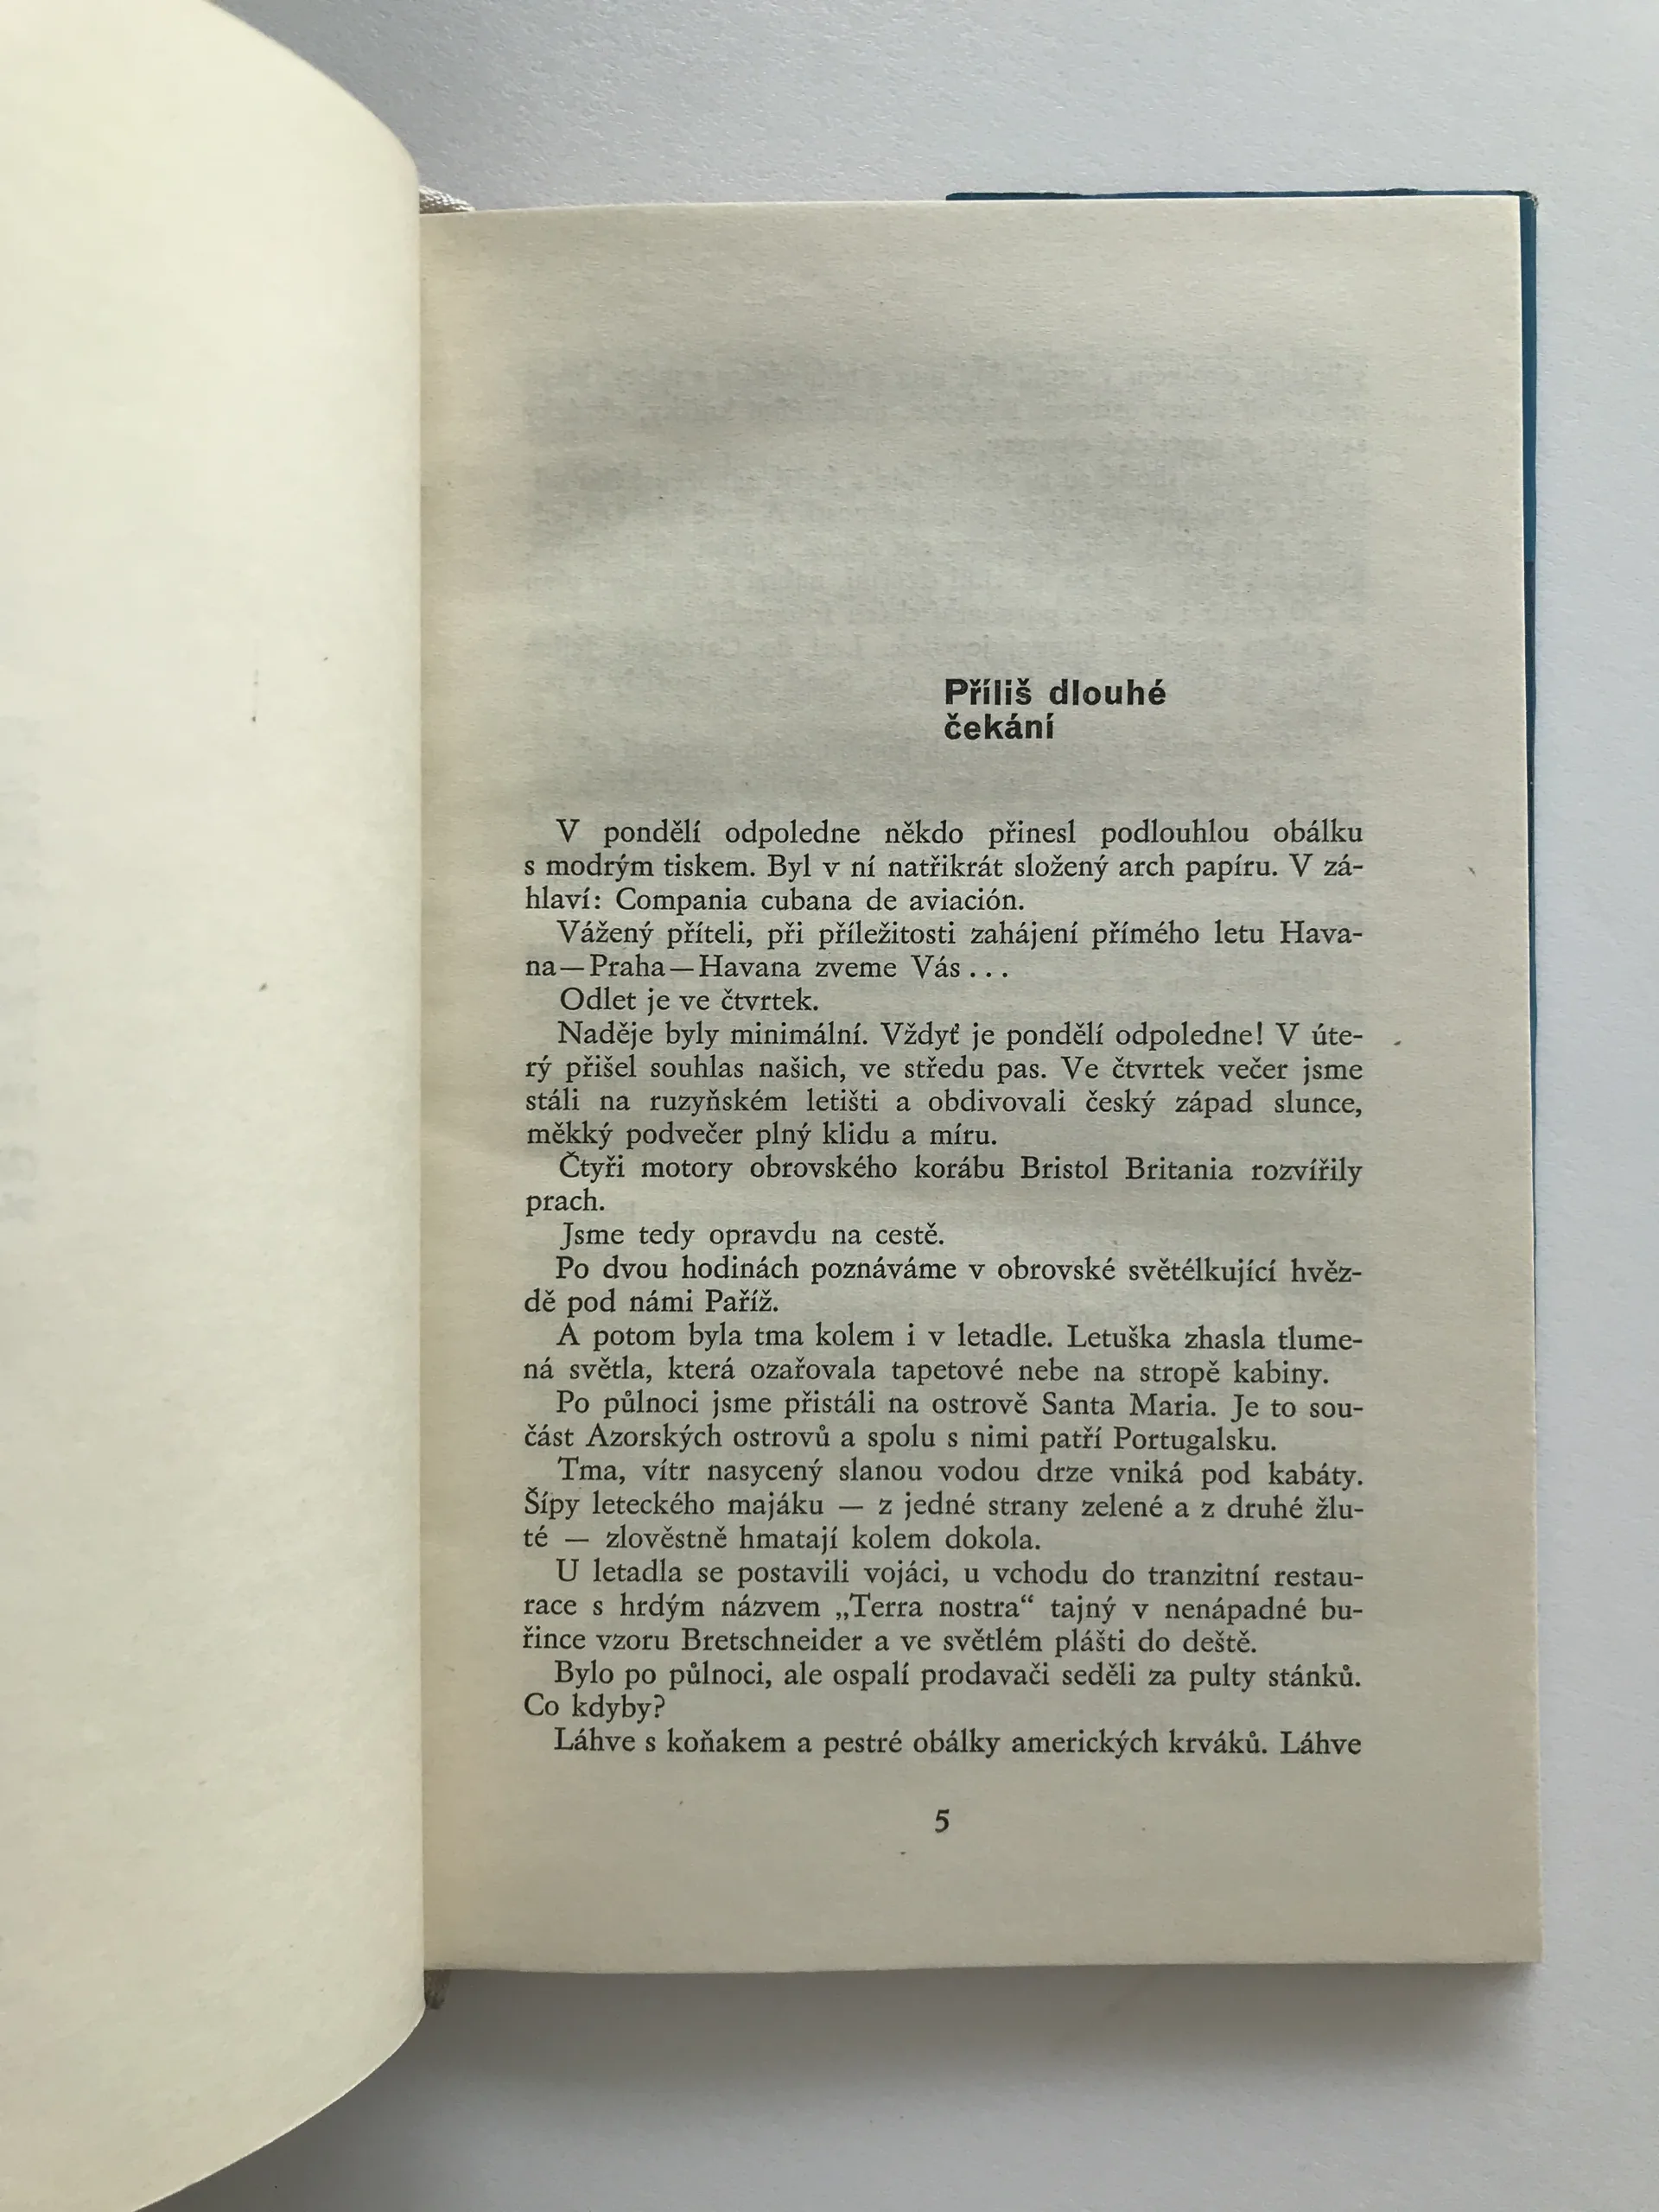 Příliš dlouhé
čekání
V pondělí odpoledne někdo přinesl podlouhlou obálku
s modrým tiskem. Byl v ní natřikrát složený arch papíru. V zá-
hlaví: Compania cubana de aviación.
Vážený příteli, při příležitosti zahájení přímého letu Hava-
na—Praha—Havana zveme Vás...
Odlet je ve čtvrtek.
Naděje byly minimální. Vždyť je pondělí odpoledne! V úte-
rý přišel souhlas našich, ve středu pas. Ve čtvrtek večer jsme
stáli na ruzyňském letišti a obdivovali český západ slunce,
měkký podvečer plný klidu a míru.
Čtyři motory obrovského korábu Bristol Britania rozvířily
prach.
Jsme tedy opravdu na cestě.
Po dvou hodinách poznáváme v obrovské světélkující hvěz-
dě pod námi Paříž.
A potom byla tma kolem i v letadle. Letuška zhasla tlume-
ná světla, která ozařovala tapetové nebe na stropě kabiny.
Po půlnoci jsme přistáli na ostrově Santa Maria. Je to sou-
část Azorských ostrovů a spolu s nimi patří Portugalsku.
Tma, vítr nasycený slanou vodou drze vniká pod kabáty.
Šípy leteckého majáku — z jedné strany zelené a z druhé žlu-
té — zlověstně hmatají kolem dokola.
U letadla se postavili vojáci, u vchodu do tranzitní restau-
race s hrdým názvem „Terra nostra“ tajný v nenápadné bu-
řince vzoru Bretschneider a ve světlém plášti do deště.
Bylo po půlnoci, ale ospalí prodavači seděli za pulty stánků.
Co kdyby?
Láhve s koňakem a pestré obálky amerických krváků. Láhve
5